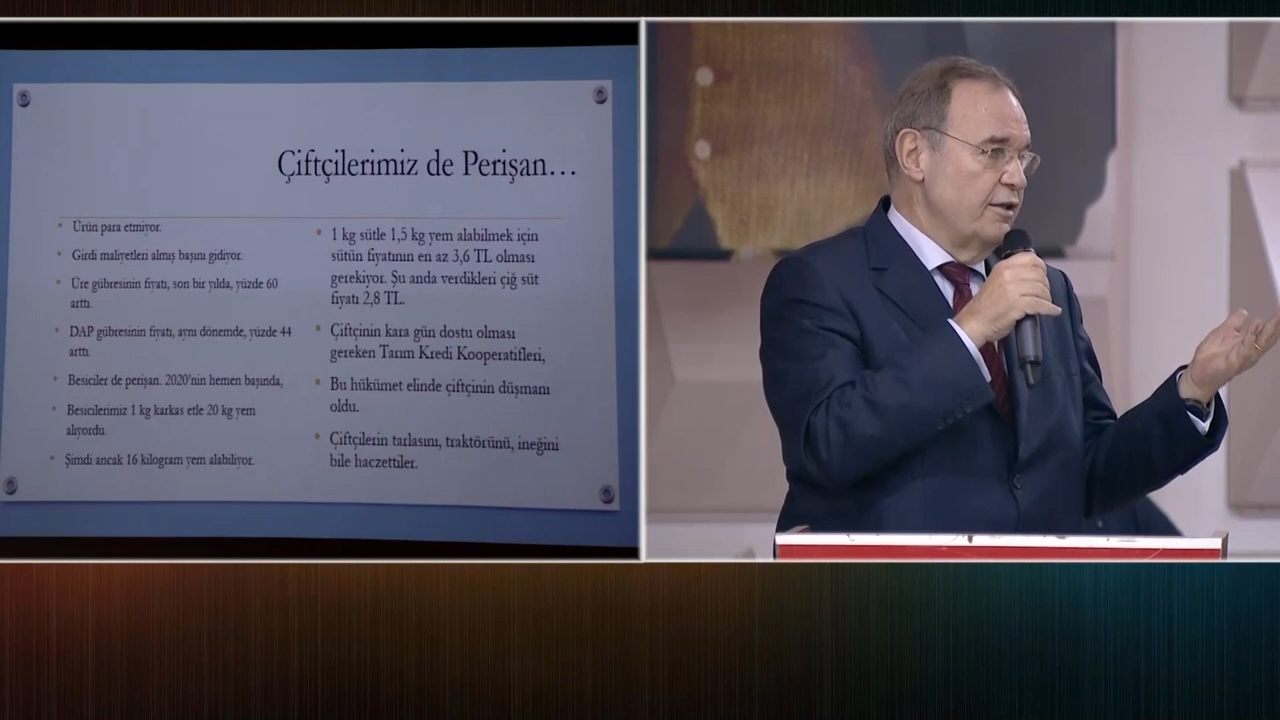 Çiftçilerimiz de Perişan…
Ürün para etmiyor.
Girdi maliyetleri almış başını gidiyor.
Üre gübresinin fiyatı, son bir yılda, yüzde 60
arttı.
DAP gübresinin fiyatı, aynı dönemde, yüzde 44
arttı.
Besiciler de perişan. 2020'nin hemen başında,
Besicilerimiz 1 kg karkas etle 20 kg yem
alıyordu.
Şimdi ancak 16 kilogram yem alabiliyor.
1 kg sütle 1,5 kg yem alabilmek için
sütün fiyatının en az 3,6 TL olması
gerekiyor. Şu anda verdikleri çiğ süt
fiyatı 2,8 TL.
Çiftçinin kara gün dostu olması
gereken Tarım Kredi Kooperatifleri,
Bu hükümet elinde çiftçinin düşmanı
oldu.
Çiftçilerin tarlasını, traktörünü, ineğini
bile haczettiler.